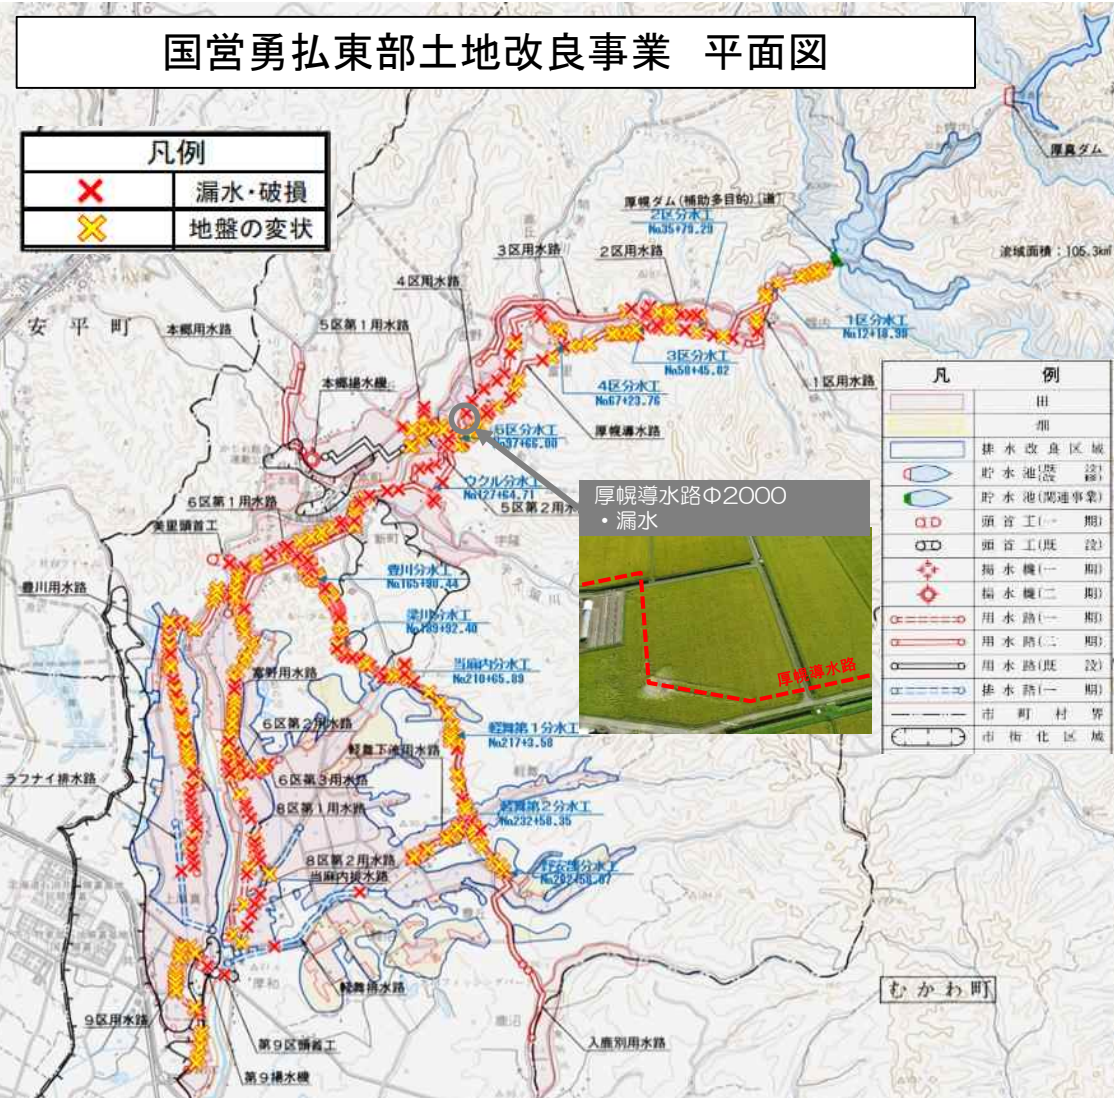 国営勇払東部土地改良事業 平面図
凡例
漏水・破損
地盤の変状
厚真ダム
厚幌ダム(補助多目的)[道]
2区分水工
No35+79.29
流域面積:105.3km²
3区用水路
2区用水路
4区用水路
安平町
本郷用水路
5区第1用水路
1区分水工
No12+18.99
3区分水工
No50+45.02
本郷揚水機
4区分水工
No67+23.76
1区用水路
6区分水工
No97+66.00
厚幌導水路
ウクル分水工
No127+64.71
6区第1用水路
5区第2用水
美里頭首工
厚幌導水路Φ2000
・漏水
厚幌導水路
豊川分水工
No165+90.44
豊川用水路
当麻内分水工
No210+65.89
富野用水路
6区第2用水路
軽舞第1分水工
No217+3.58
軽舞下流用水路
ラフナイ排水路
6区第3用水路
8区第1用水路
軽舞第2分水工
No232+50.35
8区第2用水路
当麻内排水路
軽舞排水路
むかわ町
9区用水路
第9区頭首工
第9揚水機
入鹿別用水路
凡例
田
畑
排水改良区域
貯水池(関連事業)
頭首工(一期)
頭首工(既設)
揚水機(一期)
揚水機(二期)
用水路(一期)
用水路(二期)
用水路(既設)
排水路(一期)
市町村界
市街化区域